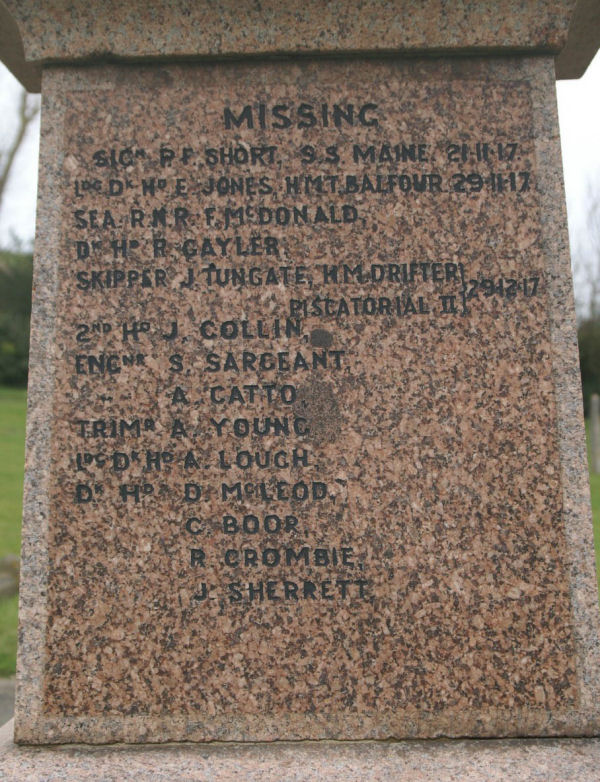 MISSING
SIGN P.F. SHORT. S.S. MAINE. 21.11.17.
LDG DK HD E. JONES, H.M.T. BALFOUR. 29.11.17.
SEA. R.N.R. F. MCDONALD.
DK HD R. GAYLER.
SKIPPER J. TUNGATE, H.M. DRIFTER } 29.12.17
PISCATORIAL II
2ND HD J. COLLIN,
ENGNR S. SARGEANT,
" A. CATTO
TRIMR A. YOUNG
LDG DK HD A. LOUGH.
DK HD D. MCLEOD.
C. BOOR
R. CROMBIE,
J. SHERRETT.